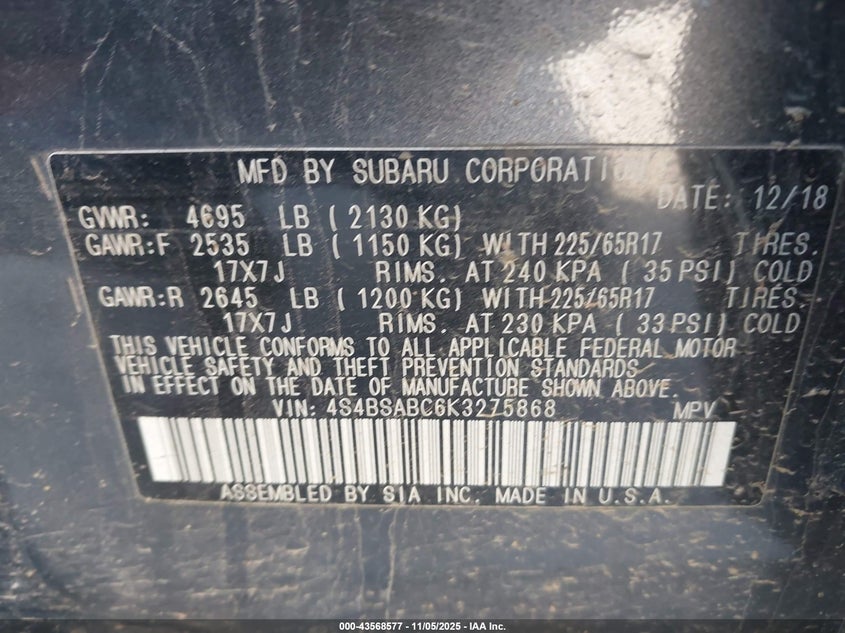 MFD BY SUBARU CORPORATION
DATE: 12/18
GVWR: 4695 LB ( 2130 KG)
GAWR:F 2535 LB ( 1150 KG) WITH 225/65R17 TIRES.
17X7J RIMS. AT 240 KPA ( 35 PSI) COLD
GAWR:R 2645 LB ( 1200 KG) WITH 225/65R17 TIRES.
17X7J RIMS. AT 230 KPA ( 33 PSI) COLD
THIS VEHICLE CONFORMS TO ALL APPLICABLE FEDERAL MOTOR
VEHICLE SAFETY AND THEFT PREVENTION STANDARDS
IN EFFECT ON THE DATE OF MANUFACTURE SHOWN ABOVE.
VIN: 4S4BSABC6K3275868 MPV
ASSEMBLED BY SIA INC. MADE IN U.S.A.
000-43568577 - 11/05/2025 - IAA Inc.